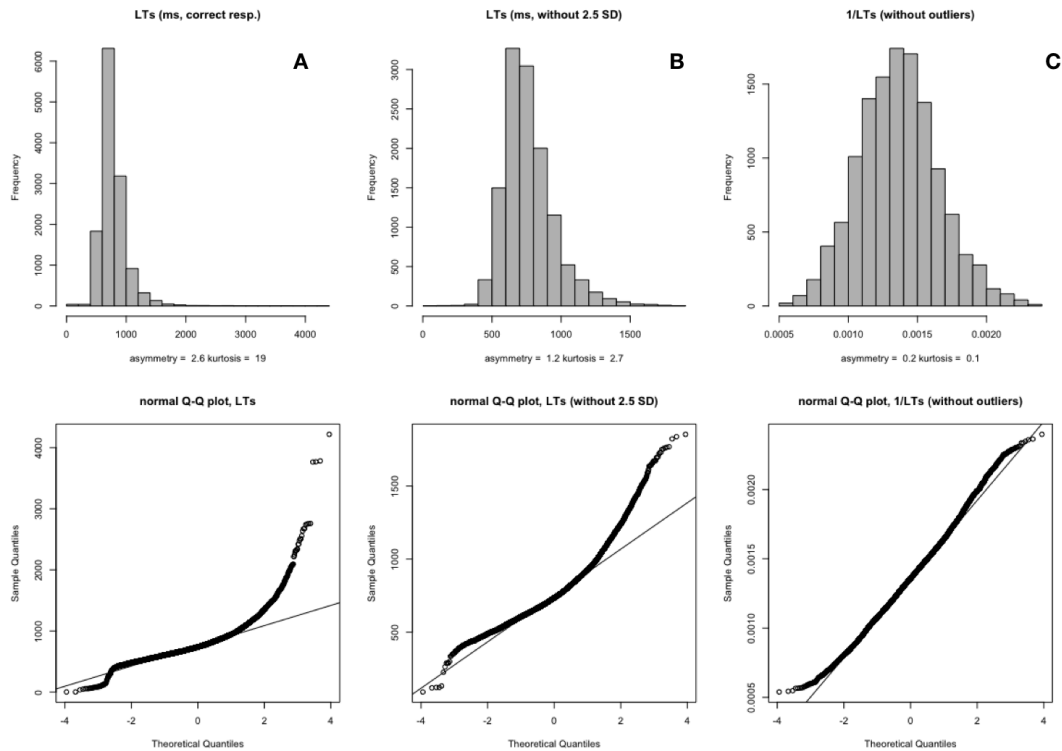 LTs (ms, correct resp.)
A
Frequency
0
1000
2000
3000
4000
5000
6000
0
1000
2000
3000
4000
asymmetry = 2.6 kurtosis = 19
LTs (ms, without 2.5 SD)
B
Frequency
0
500
1000
1500
2000
2500
3000
0
500
1000
1500
asymmetry = 1.2 kurtosis = 2.7
1/LTs (without outliers)
C
Frequency
0
500
1000
1500
0.0005
0.0010
0.0015
0.0020
asymmetry = 0.2 kurtosis = 0.1
normal Q-Q plot, LTs
Sample Quantiles
0
1000
2000
3000
4000
-4
-2
0
2
4
Theoretical Quantiles
normal Q-Q plot, LTs (without 2.5 SD)
Sample Quantiles
500
1000
1500
-4
-2
0
2
4
Theoretical Quantiles
normal Q-Q plot, 1/LTs (without outliers)
Sample Quantiles
0.0005
0.0010
0.0015
0.0020
-4
-2
0
2
4
Theoretical Quantiles